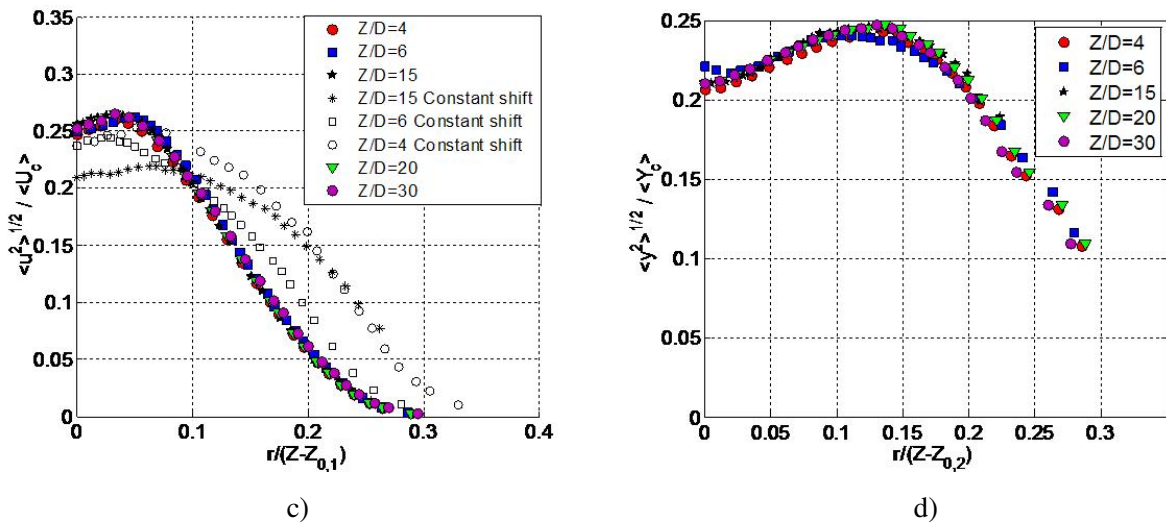 0.35
0.3
0.25
0.2
0.15
0.1
0.05
0
<u²>^1/2 / <U_c>
Z/D=4
Z/D=6
Z/D=15
Z/D=15 Constant shift
Z/D=6 Constant shift
Z/D=4 Constant shift
Z/D=20
Z/D=30
0 0.1 0.2 0.3 0.4
r/(Z-Z_0,1)
c)
0.25
0.2
0.15
0.1
0.05
0
<y²>^1/2 / <Y_c>
Z/D=4
Z/D=6
Z/D=15
Z/D=20
Z/D=30
0 0.05 0.1 0.15 0.2 0.25 0.3
r/(Z-Z_0,2)
d)